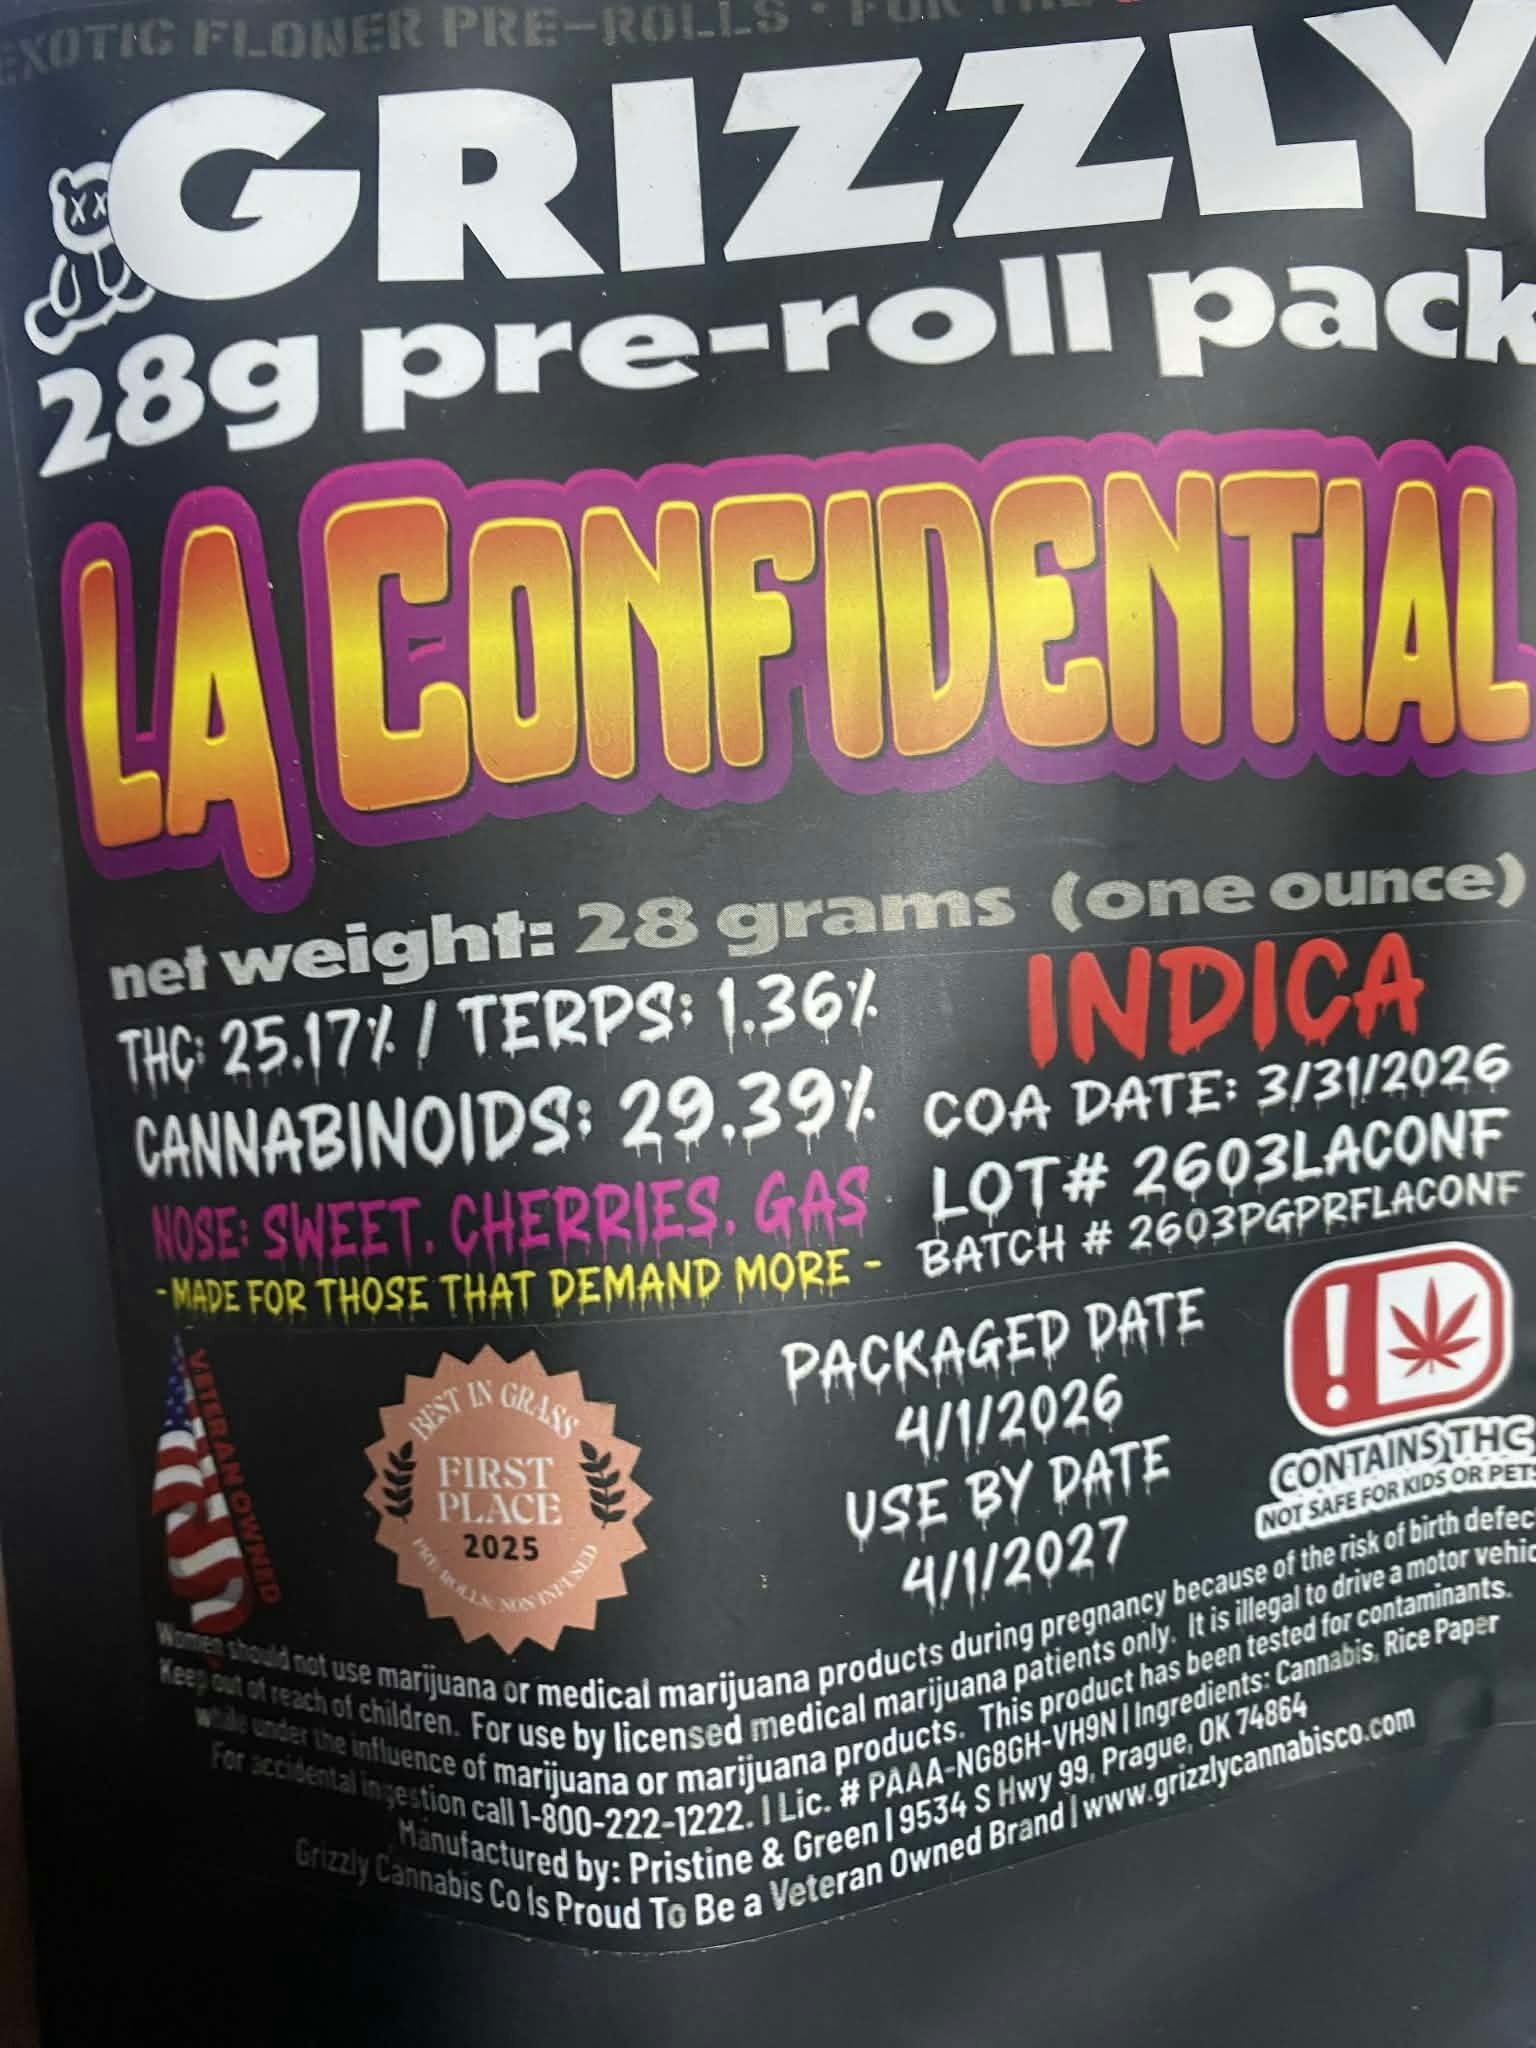 EXOTIC FLOWER PRE-ROLLS · FOR THE
GRIZZLY
28g pre-roll pack
LA CONFIDENTIAL
net weight: 28 grams (one ounce)
THC: 25.17% / TERPS: 1.36%
CANNABINOIDS: 29.39%
NOSE: SWEET. CHERRIES. GAS
- MADE FOR THOSE THAT DEMAND MORE -
INDICA
COA DATE: 3/31/2026
LOT# 2603LACONF
BATCH # 2603PGPRFLACONF
VETERAN OWNED
BEST IN GRASS
FIRST
PLACE
2025
PRE-ROLLS: NON-INFUSED
PACKAGED DATE
4/1/2026
USE BY DATE
4/1/2027
CONTAINS THC
NOT SAFE FOR KIDS OR PETS
Women should not use marijuana or medical marijuana products during pregnancy because of the risk of birth defec
Keep out of reach of children. For use by licensed medical marijuana patients only. It is illegal to drive a motor vehic
while under the influence of marijuana or marijuana products. This product has been tested for contaminants.
For accidental ingestion call 1-800-222-1222. | Lic. # PAAA-NG8GH-VH9N | Ingredients: Cannabis, Rice Paper
Manufactured by: Pristine & Green | 9534 S Hwy 99, Prague, OK 74864
Grizzly Cannabis Co Is Proud To Be a Veteran Owned Brand | www.grizzlycannabisco.com